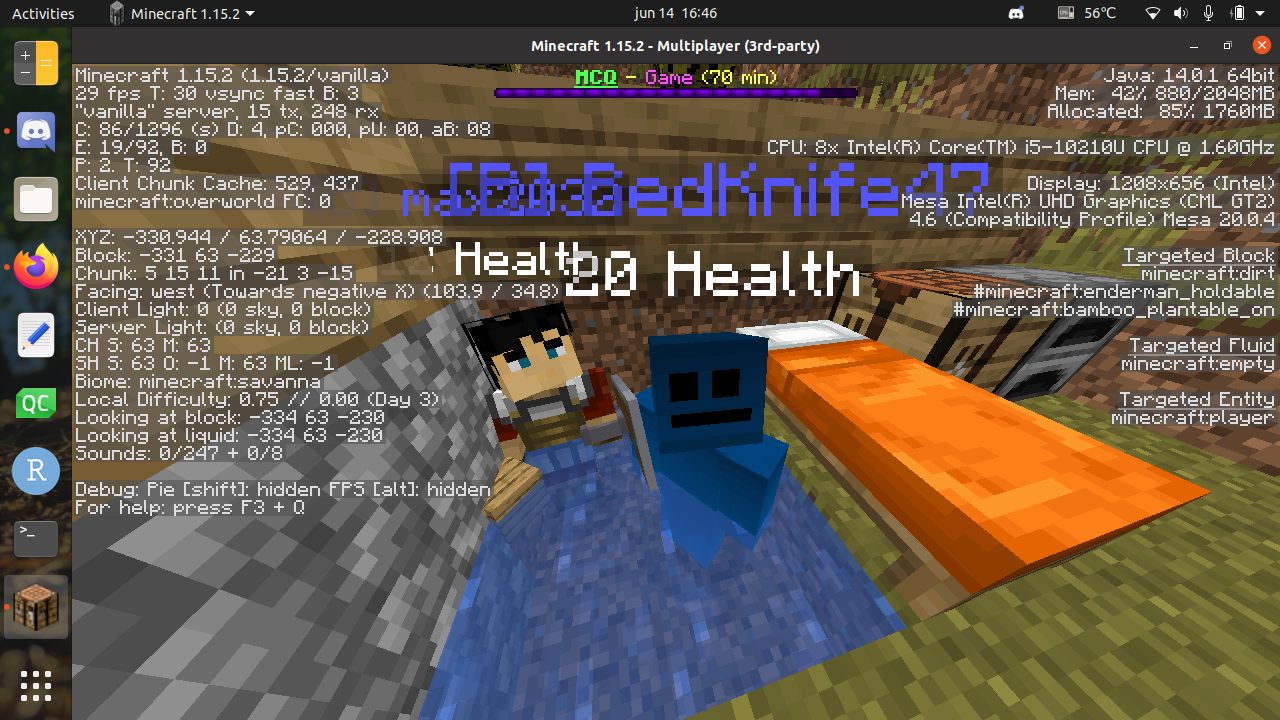 Activities
Minecraft 1.15.2
jun 14 16:46
56℃
Minecraft 1.15.2 - Multiplayer (3rd-party)
MCQ - Game (70 min)
Minecraft 1.15.2 (1.15.2/vanilla)
29 fps T: 30 vsync fast B: 3
"vanilla" server, 15 tx, 248 rx
C: 86/1296 (s) D: 4, pC: 000, pU: 00, aB: 08
E: 19/92, B: 0
P: 2. T: 92
Client Chunk Cache: 529, 437
minecraft:overworld FC: 0
XYZ: -330.944 / 63.79064 / -228.908
Block: -331 63 -229
Chunk: 5 15 11 in -21 3 -15
Facing: west (Towards negative X) (103.9 / 34.8)
Client Light: 0 (0 sky, 0 block)
Server Light: (0 sky, 0 block)
CH S: 63 M: 63
SH S: 63 O: -1 M: 63 ML: -1
Biome: minecraft:savanna
Local Difficulty: 0.75 // 0.00 (Day 3)
Looking at block: -334 63 -230
Looking at liquid: -334 63 -230
Sounds: 0/247 + 0/8
Debug: Pie [shift]: hidden FPS [alt]: hidden
For help: press F3 + Q
Java: 14.0.1 64bit
Mem: 42% 880/2048MB
Allocated: 85% 1760MB
CPU: 8x Intel(R) Core(TM) i5-10210U CPU @ 1.60GHz
Display: 1208x656 (Intel)
Mesa Intel(R) UHD Graphics (CML GT2)
4.6 (Compatibility Profile) Mesa 20.0.4
Targeted Block
minecraft:dirt
#minecraft:enderman_holdable
#minecraft:bamboo_plantable_on
Targeted Fluid
minecraft:empty
Targeted Entity
minecraft:player
Health
20 Health
QC
R
>_